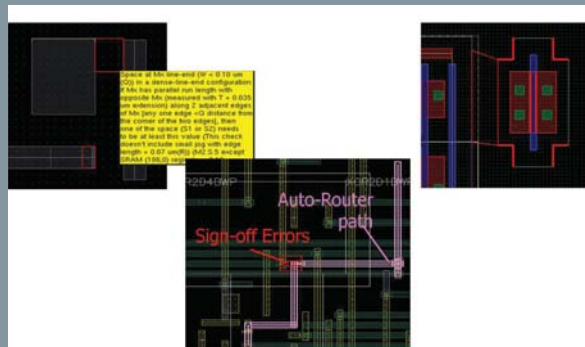 Space at Mx line-end (W < 0.10 um
(Q)) in a dense-line-end configuration:
if Mx has parallel run length with
opposite Mx (measured with T = 0.035
um extension) along 2 adjacent edges
of Mx [any one edge <Q distance from
the corner of the two edges], then
one of the space (S1 or S2) needs
to be at least this value (This check
doesn't include small jog with edge
length < 0.07 um(R)) (M2.S.5 except
SRAM (186;0)
R2D4BWP
XOR2D1BWP
Auto-Router
path
Sign-off Errors